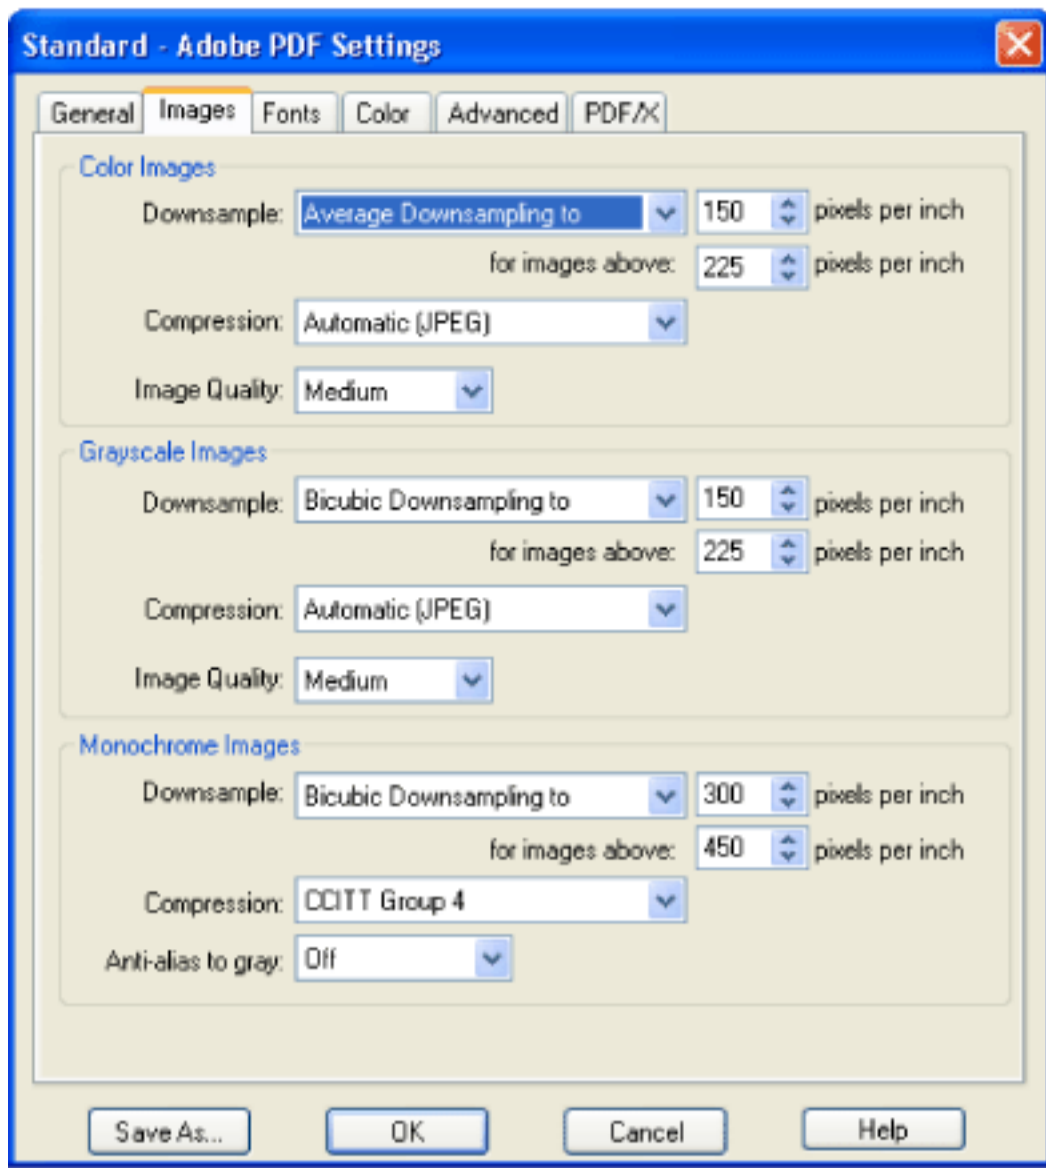 Standard - Adobe PDF Settings
General Images Fonts Color Advanced PDF/X
Color Images
Downsample: Average Downsampling to 150 pixels per inch
for images above: 225 pixels per inch
Compression: Automatic (JPEG)
Image Quality: Medium
Grayscale Images
Downsample: Bicubic Downsampling to 150 pixels per inch
for images above: 225 pixels per inch
Compression: Automatic (JPEG)
Image Quality: Medium
Monochrome Images
Downsample: Bicubic Downsampling to 300 pixels per inch
for images above: 450 pixels per inch
Compression: CCITT Group 4
Anti-alias to gray: Off
Save As... OK Cancel Help